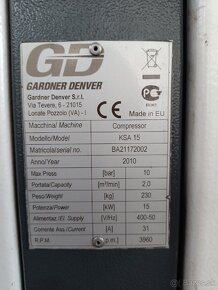 GD
GARDNER DENVER
Gardner Denver S.r.l.
Via Tevere, 6 - 21015
Lonate Pozzolo (VA) - I
CE
Made in EU
Macchina/ Machine Compressor
Modello/Model KSA 15
Matricola/serial no. BA21172002
Anno/Year 2010
Max Press [bar] 10
Portata/Capacity [m³/min] 2,0
Peso/Weight [kg] 230
Potenza/Power [kW] 15
Alimentaz./El. Supply [V/Hz] 400-50
Corrente Ass./Current [A] 31
R.P.M. [r.p.m.] 3960